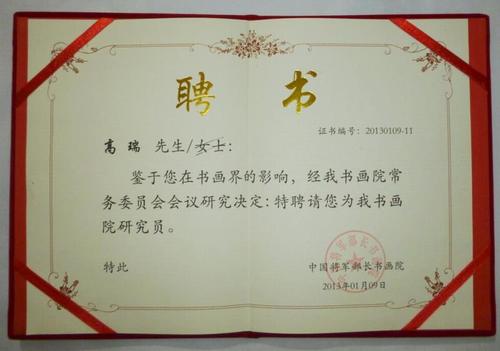 聘 书
证书编号：20130109-11
高瑞 先生/女士：
鉴于您在书画界的影响，经我书画院常
务委员会会议研究决定：特聘请您为我书画
院研究员。
特此
中国将军部长书画院
2013年01月09日